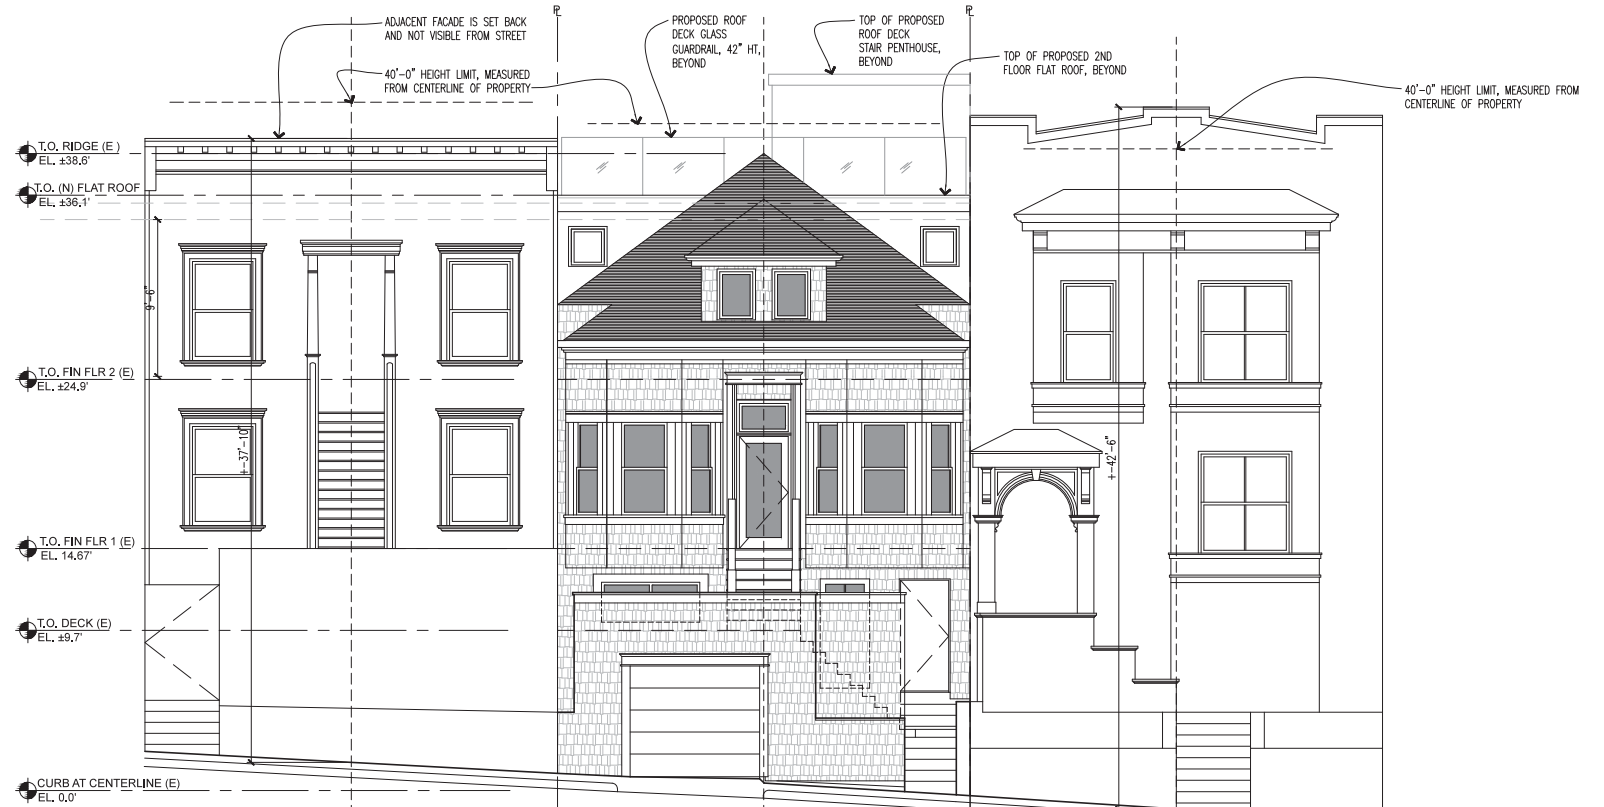 ADJACENT FACADE IS SET BACK
AND NOT VISIBLE FROM STREET
40'-0" HEIGHT LIMIT, MEASURED
FROM CENTERLINE OF PROPERTY
PL
PROPOSED ROOF
DECK GLASS
GUARDRAIL, 42" HT,
BEYOND
TOP OF PROPOSED
ROOF DECK
STAIR PENTHOUSE,
BEYOND
PL
TOP OF PROPOSED 2ND
FLOOR FLAT ROOF, BEYOND
40'-0" HEIGHT LIMIT, MEASURED FROM
CENTERLINE OF PROPERTY
T.O. RIDGE (E )
EL. ±38.6'
T.O. (N) FLAT ROOF
EL. ±36.1'
9'-6"
T.O. FIN FLR 2 (E)
EL. ±24.9'
+-37'-10"
+-42'-6"
T.O. FIN FLR 1 (E)
EL. 14.67'
T.O. DECK (E)
EL. ±9.7'
CURB AT CENTERLINE (E)
EL. 0.0'